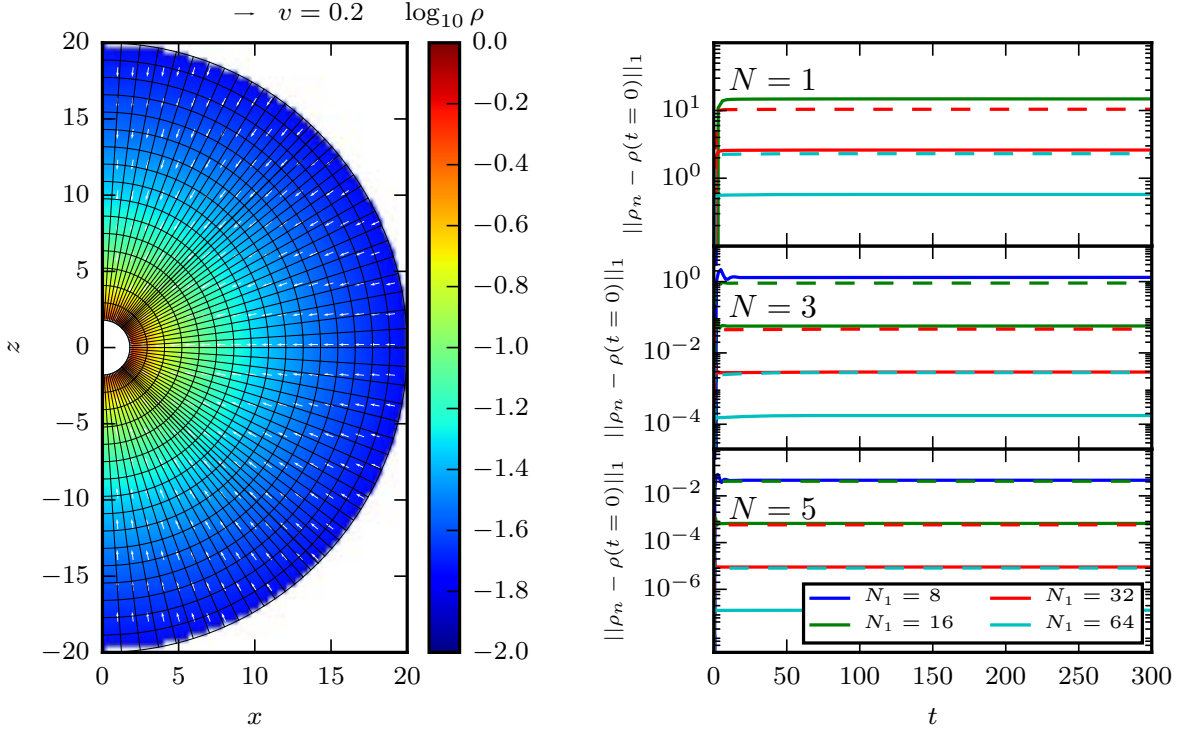 → v = 0.2
log₁₀ ρ
20
15
10
5
0
−5
−10
−15
−20
z
0 5 10 15 20
x
0.0
−0.2
−0.4
−0.6
−0.8
−1.0
−1.2
−1.4
−1.6
−1.8
−2.0
||ρₙ − ρ(t = 0)||₁
10¹
10⁰
N = 1
||ρₙ − ρ(t = 0)||₁
10⁰
10⁻²
10⁻⁴
N = 3
||ρₙ − ρ(t = 0)||₁
10⁻²
10⁻⁴
10⁻⁶
N = 5
N₁ = 8 N₁ = 32
N₁ = 16 N₁ = 64
0 50 100 150 200 250 300
t